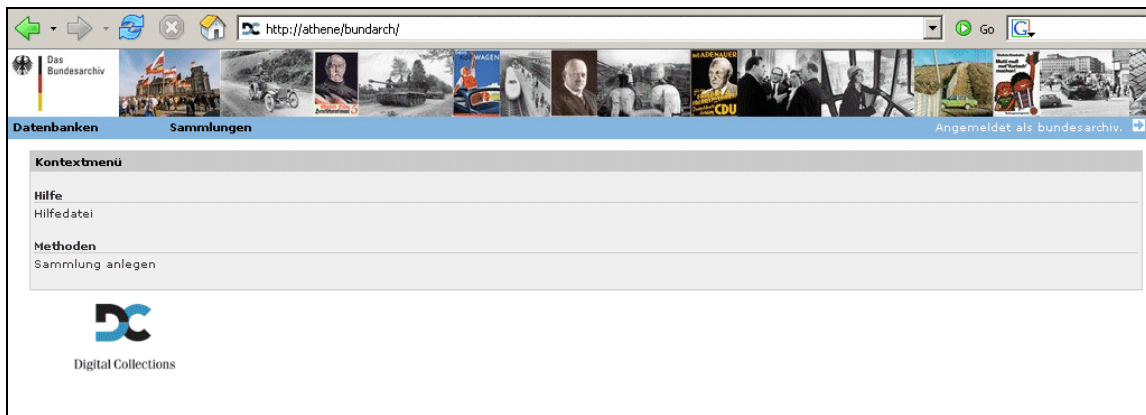 http://athene/bundarch/
Go
G
Das
Bundesarchiv
WAGEN
ADENAUER
CDU
Datenbanken Sammlungen Angemeldet als bundesarchiv.
Kontextmenü
Hilfe
Hilfedatei
Methoden
Sammlung anlegen
DC
Digital Collections